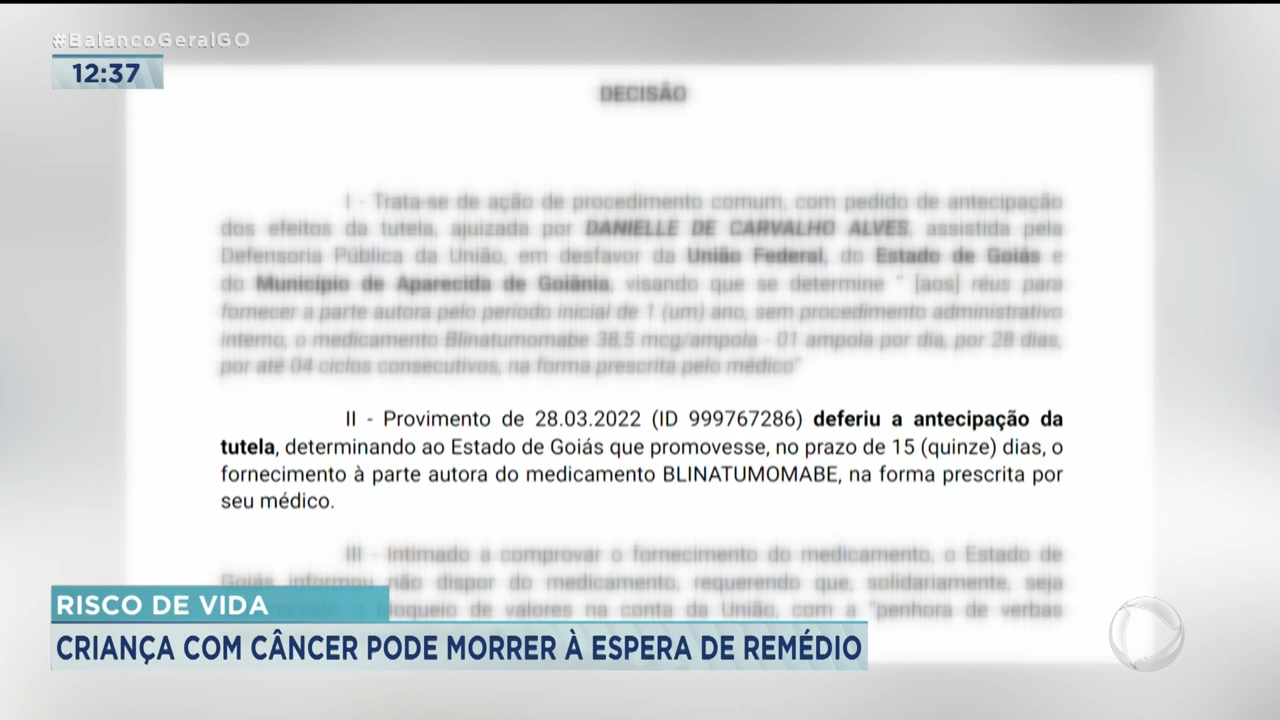 #BalancoGeralGO
12:37
DECISÃO
I - Trata-se de ação de procedimento comum, com pedido de antecipação
dos efeitos da tutela, ajuizada por DANIELLE DE CARVALHO ALVES, assistida pela
Defensoria Pública da União, em desfavor da União Federal, do Estado de Goiás e
do Município de Aparecida de Goiânia, visando que se determine " [aos] réus para
fornecer a parte autora pelo período inicial de 1 (um) ano, sem procedimento administrativo
interno, o medicamento Blinatumomabe 38,5 mcg/ampola - 01 ampola por dia, por 28 dias,
por até 04 ciclos consecutivos, na forma prescrita pelo médico"
II - Provimento de 28.03.2022 (ID 999767286) deferiu a antecipação da
tutela, determinando ao Estado de Goiás que promovesse, no prazo de 15 (quinze) dias, o
fornecimento à parte autora do medicamento BLINATUMOMABE, na forma prescrita por
seu médico.
III - Intimado a comprovar o fornecimento do medicamento, o Estado de
Goiás informou não dispor do medicamento, requerendo que, solidariamente, seja
bloqueio de valores na conta da União, com a "penhora de verbas
RISCO DE VIDA
CRIANÇA COM CÂNCER PODE MORRER À ESPERA DE REMÉDIO